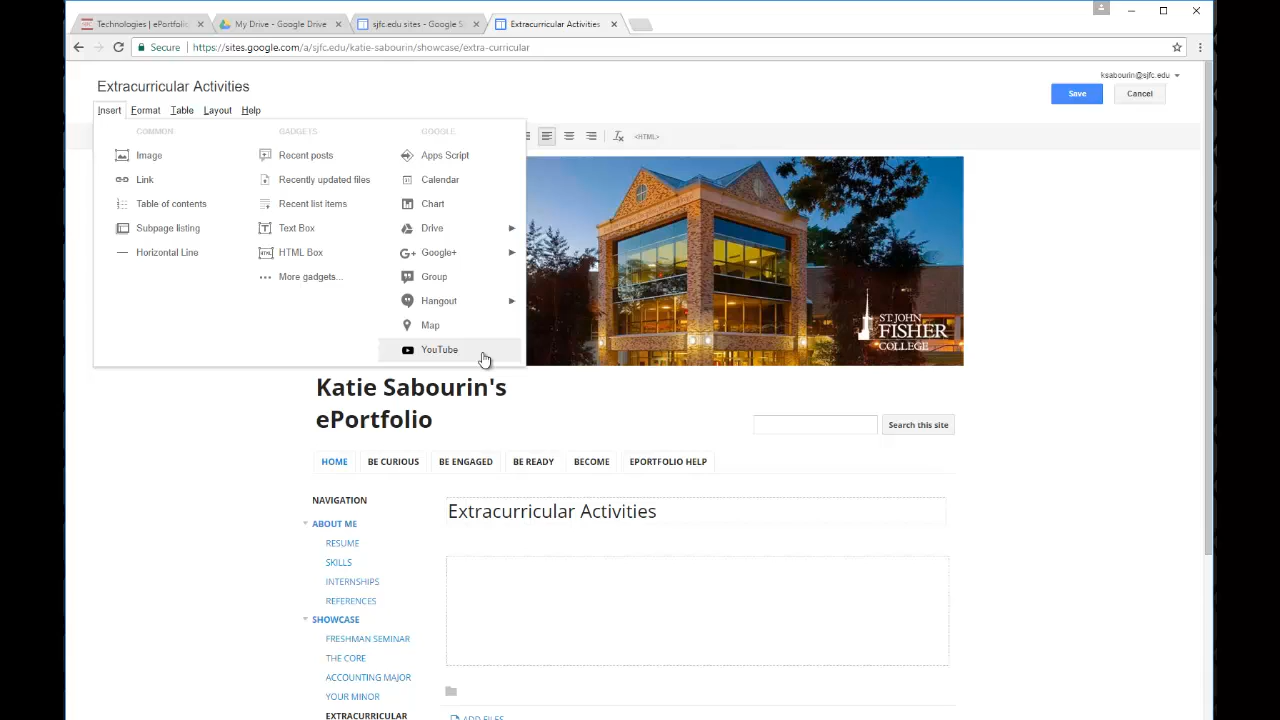 Technologies | ePortfoli
My Drive - Google Drive
sjfc.edu sites - Google S
Extracurricular Activities
Secure
https://sites.google.com/a/sjfc.edu/katie-sabourin/showcase/extra-curricular
ksabourin@sjfc.edu
Extracurricular Activities
Save
Cancel
Insert Format Table Layout Help
<HTML>
COMMON
Image
Link
Table of contents
Subpage listing
Horizontal Line
GADGETS
Recent posts
Recently updated files
Recent list items
Text Box
HTML Box
More gadgets...
GOOGLE
Apps Script
Calendar
Chart
Drive
Google+
Group
Hangout
Map
YouTube
ST. JOHN
FISHER
COLLEGE
Katie Sabourin's
ePortfolio
Search this site
HOME BE CURIOUS BE ENGAGED BE READY BECOME EPORTFOLIO HELP
NAVIGATION
ABOUT ME
RESUME
SKILLS
INTERNSHIPS
REFERENCES
SHOWCASE
FRESHMAN SEMINAR
THE CORE
ACCOUNTING MAJOR
YOUR MINOR
EXTRACURRICULAR
Extracurricular Activities
ADD FILES